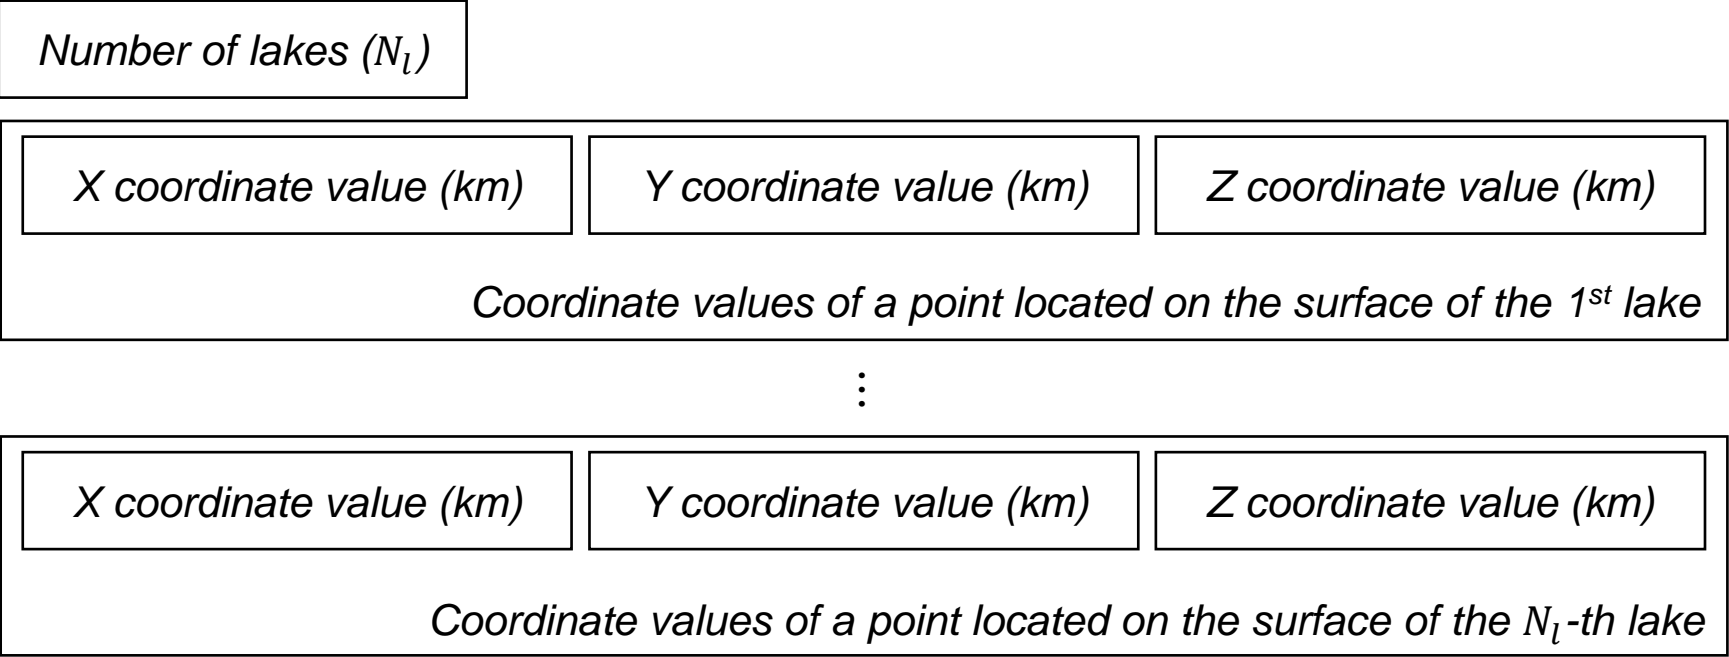 Number of lakes (N_l)
X coordinate value (km) Y coordinate value (km) Z coordinate value (km)
Coordinate values of a point located on the surface of the 1st lake
⋮
X coordinate value (km) Y coordinate value (km) Z coordinate value (km)
Coordinate values of a point located on the surface of the N_l-th lake